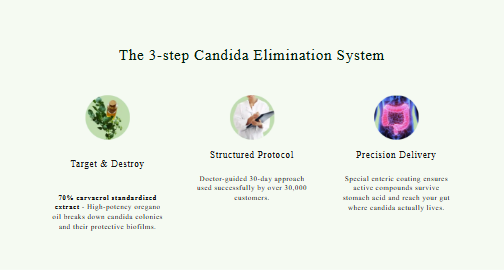 The 3-step Candida Elimination System
Target & Destroy
70% carvacrol standardized
extract - High-potency oregano
oil breaks down candida colonies
and their protective biofilms.
Structured Protocol
Doctor-guided 30-day approach
used successfully by over 30,000
customers.
Precision Delivery
Special enteric coating ensures
active compounds survive
stomach acid and reach your gut
where candida actually lives.